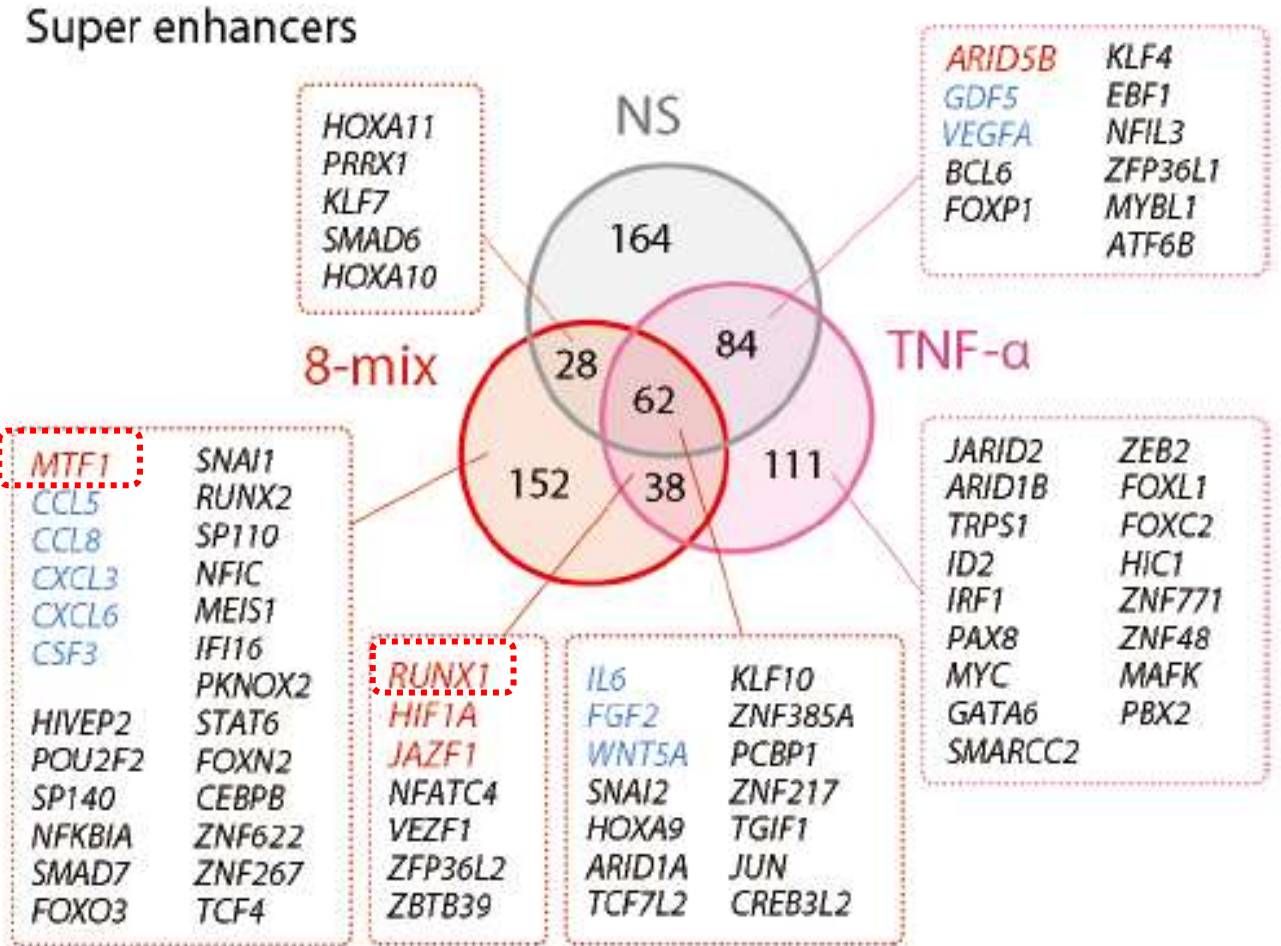 Super enhancers
NS
8-mix
TNF-α
164
28
84
62
152
38
111
HOXA11
PRRX1
KLF7
SMAD6
HOXA10
ARID5B
GDF5
VEGFA
BCL6
FOXP1
KLF4
EBF1
NFIL3
ZFP36L1
MYBL1
ATF6B
MTF1
CCL5
CCL8
CXCL3
CXCL6
CSF3
HIVEP2
POU2F2
SP140
NFKBIA
SMAD7
FOXO3
SNAI1
RUNX2
SP110
NFIC
MEIS1
IFI16
PKNOX2
STAT6
FOXN2
CEBPB
ZNF622
ZNF267
TCF4
RUNX1
HIF1A
JAZF1
NFATC4
VEZF1
ZFP36L2
ZBTB39
IL6
FGF2
WNT5A
SNAI2
HOXA9
ARID1A
TCF7L2
KLF10
ZNF385A
PCBP1
ZNF217
TGIF1
JUN
CREB3L2
JARID2
ARID1B
TRPS1
ID2
IRF1
PAX8
MYC
GATA6
SMARCC2
ZEB2
FOXL1
FOXC2
HIC1
ZNF771
ZNF48
MAFK
PBX2